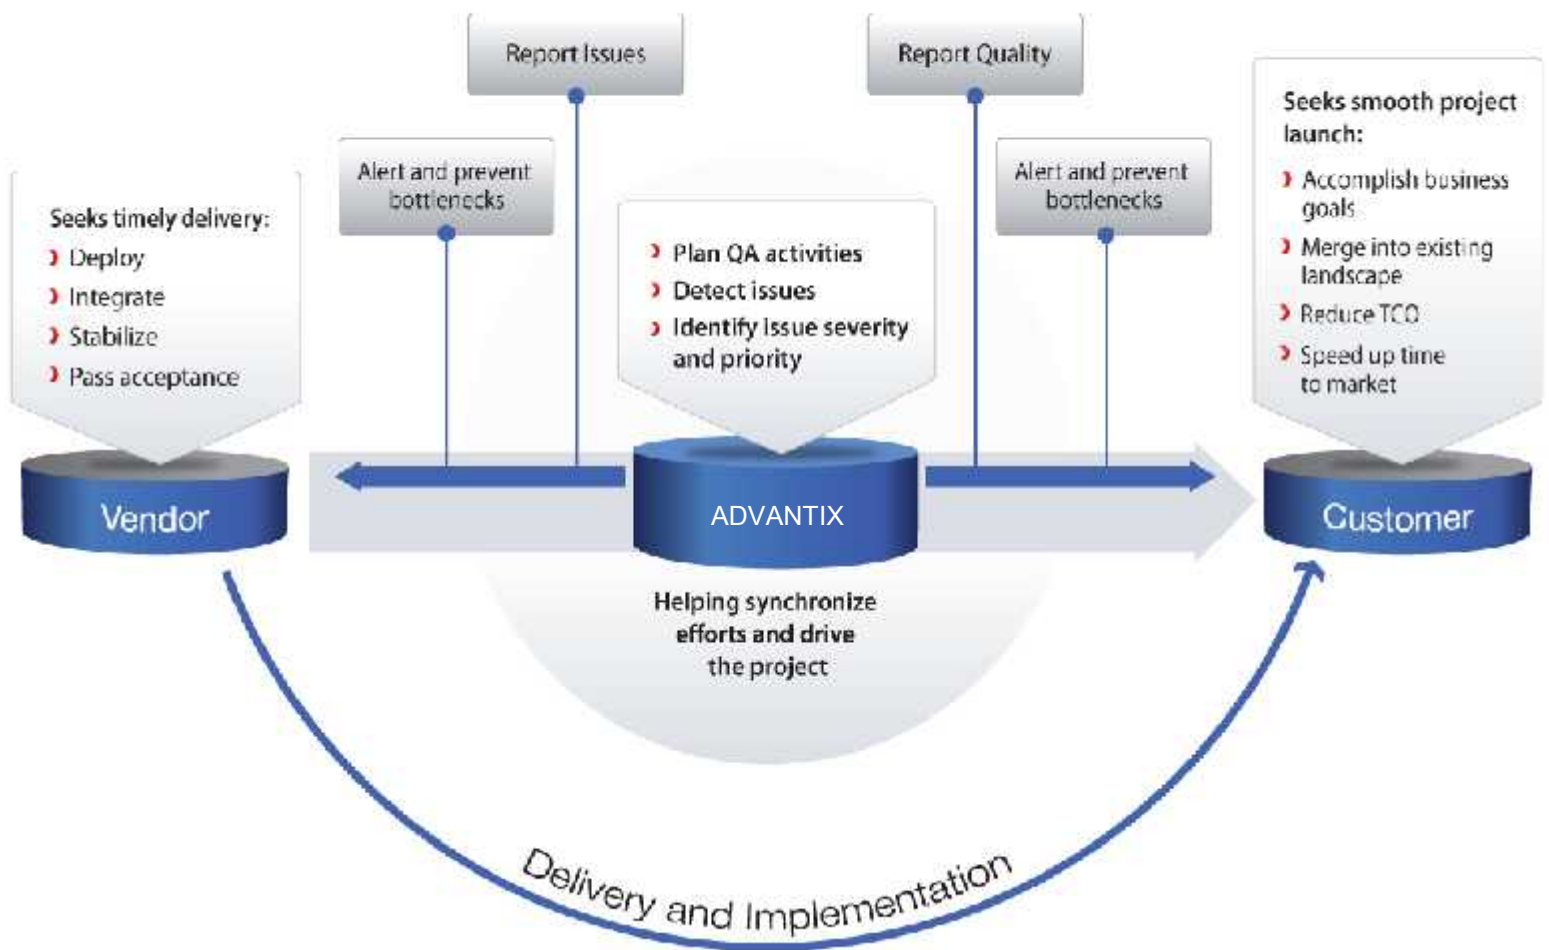 Report Issues
Report Quality
Alert and prevent
bottlenecks
Alert and prevent
bottlenecks
Seeks timely delivery:
Deploy
Integrate
Stabilize
Pass acceptance
Plan QA activities
Detect issues
Identify issue severity
and priority
Seeks smooth project
launch:
Accomplish business
goals
Merge into existing
landscape
Reduce TCO
Speed up time
to market
Vendor
ADVANTIX
Customer
Helping synchronize
efforts and drive
the project
Delivery and Implementation